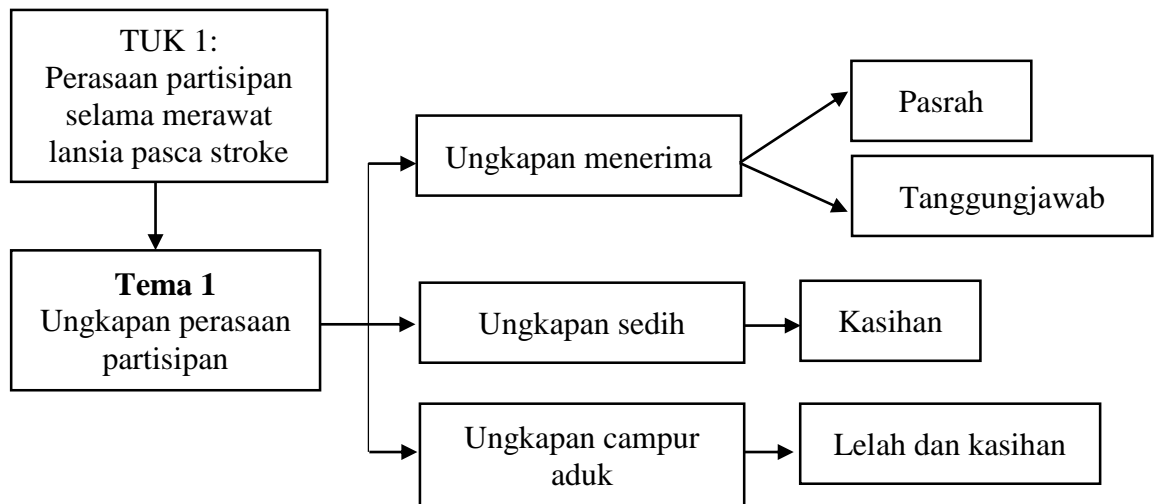 TUK 1:
Perasaan partisipan
selama merawat
lansia pasca stroke
Tema 1
Ungkapan perasaan
partisipan
Ungkapan menerima
Pasrah
Tanggungjawab
Ungkapan sedih
Kasihan
Ungkapan campur
aduk
Lelah dan kasihan